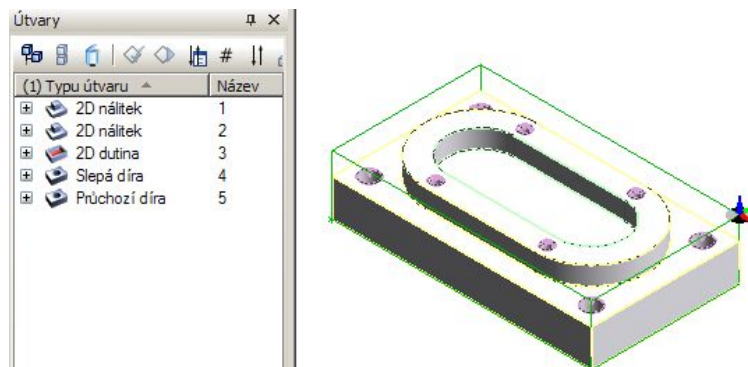 Útvary
(1) Typu útvaru Název
2D nálitek 1
2D nálitek 2
2D dutina 3
Slepá díra 4
Průchozí díra 5